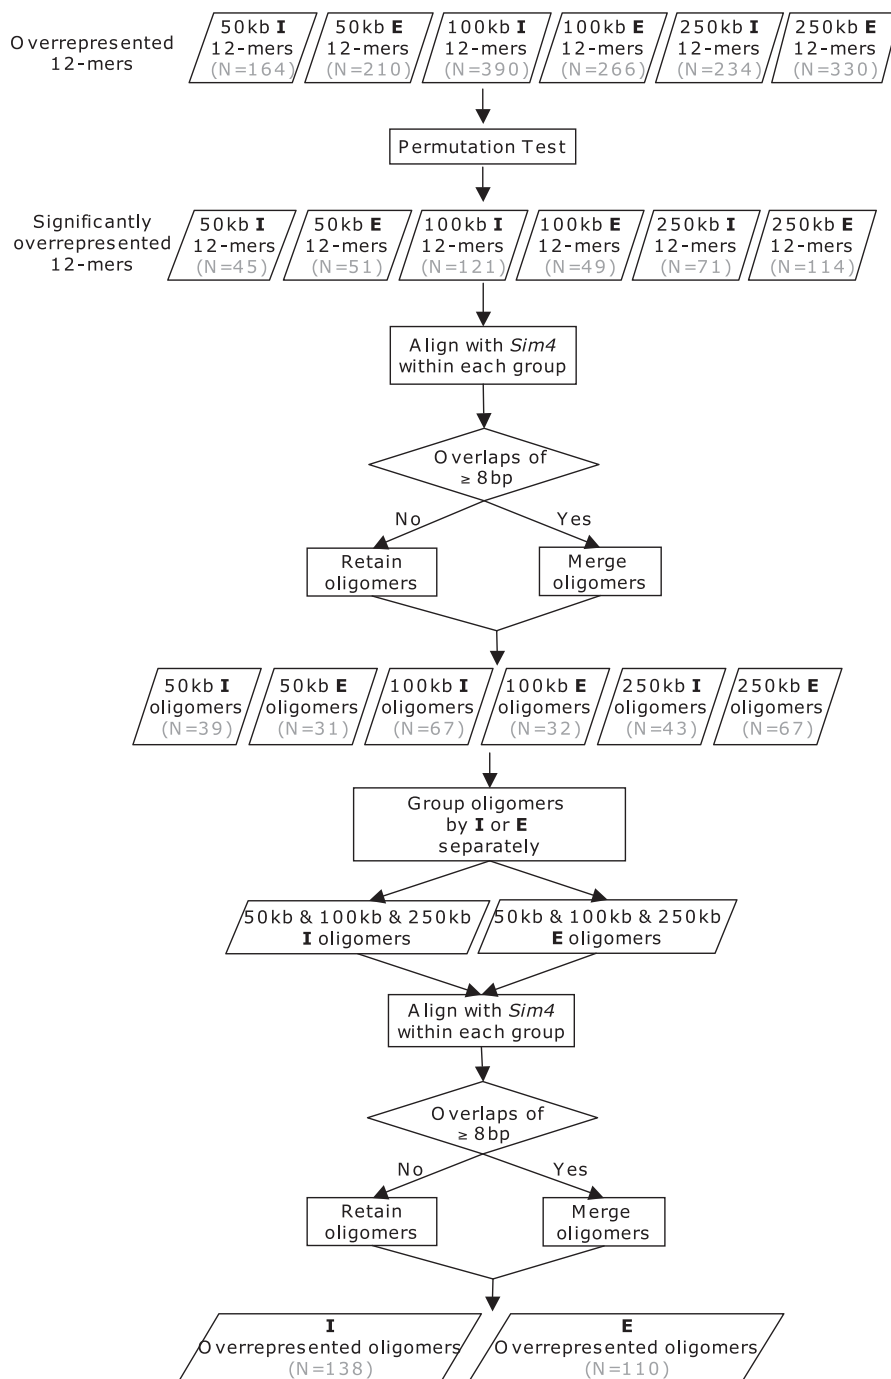 Overrepresented
12-mers
50kb I
12-mers
(N=164)
50kb E
12-mers
(N=210)
100kb I
12-mers
(N=390)
100kb E
12-mers
(N=266)
250kb I
12-mers
(N=234)
250kb E
12-mers
(N=330)
Permutation Test
Significantly
overrepresented
12-mers
50kb I
12-mers
(N=45)
50kb E
12-mers
(N=51)
100kb I
12-mers
(N=121)
100kb E
12-mers
(N=49)
250kb I
12-mers
(N=71)
250kb E
12-mers
(N=114)
Align with Sim4
within each group
Overlaps of
≥ 8bp
No
Yes
Retain
oligomers
Merge
oligomers
50kb I
oligomers
(N=39)
50kb E
oligomers
(N=31)
100kb I
oligomers
(N=67)
100kb E
oligomers
(N=32)
250kb I
oligomers
(N=43)
250kb E
oligomers
(N=67)
Group oligomers
by I or E
separately
50kb & 100kb & 250kb
I oligomers
50kb & 100kb & 250kb
E oligomers
Align with Sim4
within each group
Overlaps of
≥ 8bp
No
Yes
Retain
oligomers
Merge
oligomers
I
Overrepresented oligomers
(N=138)
E
Overrepresented oligomers
(N=110)